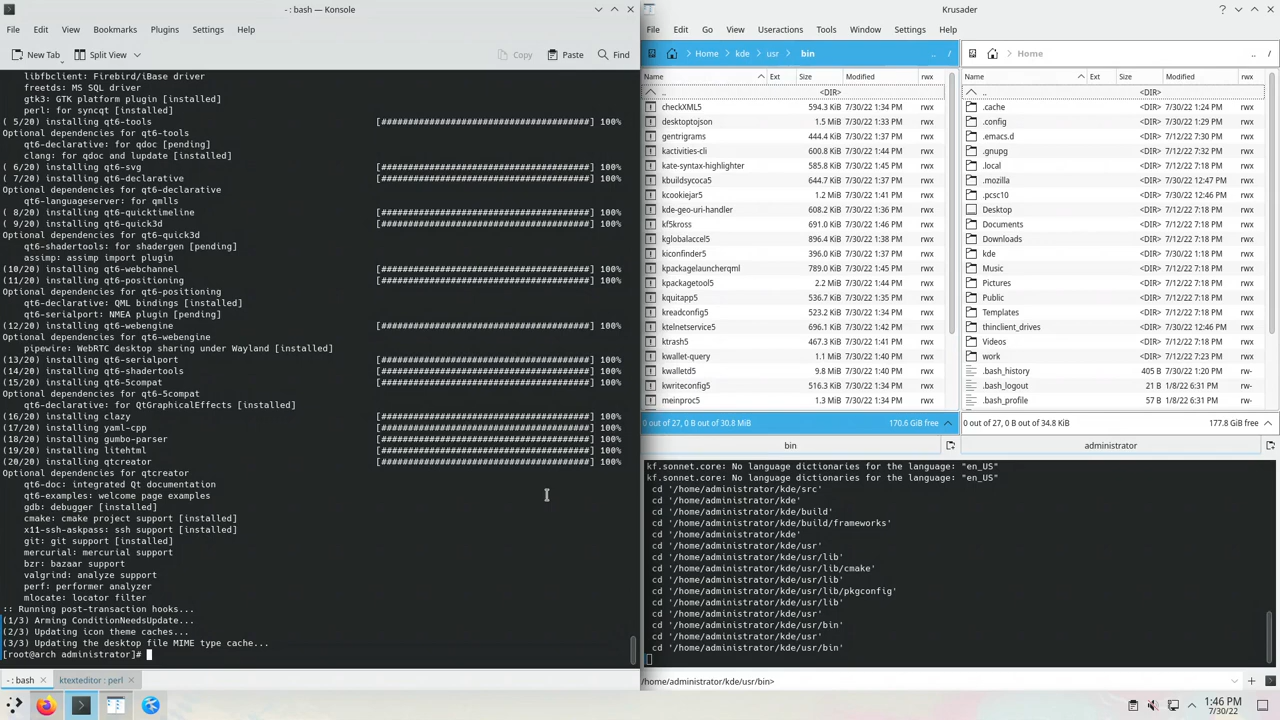 - : bash — Konsole
File Edit View Bookmarks Plugins Settings Help
New Tab Split View Copy Paste Find
libfbclient: Firebird/iBase driver
freetds: MS SQL driver
gtk3: GTK platform plugin [installed]
perl: for syncqt [installed]
( 5/20) installing qt6-tools [######################################] 100%
Optional dependencies for qt6-tools
qt6-declarative: for qdoc [pending]
clang: for qdoc and lupdate [installed]
( 6/20) installing qt6-svg [######################################] 100%
( 7/20) installing qt6-declarative [######################################] 100%
Optional dependencies for qt6-declarative
qt6-languageserver: for qmlls
( 8/20) installing qt6-quicktimeline [######################################] 100%
( 9/20) installing qt6-quick3d [######################################] 100%
Optional dependencies for qt6-quick3d
qt6-shadertools: for shadergen [pending]
assimp: assimp import plugin
(10/20) installing qt6-webchannel [######################################] 100%
(11/20) installing qt6-positioning [######################################] 100%
Optional dependencies for qt6-positioning
qt6-declarative: QML bindings [installed]
qt6-serialport: NMEA plugin [pending]
(12/20) installing qt6-webengine [######################################] 100%
Optional dependencies for qt6-webengine
pipewire: WebRTC desktop sharing under Wayland [installed]
(13/20) installing qt6-serialport [######################################] 100%
(14/20) installing qt6-shadertools [######################################] 100%
(15/20) installing qt6-5compat [######################################] 100%
Optional dependencies for qt6-5compat
qt6-declarative: for QtGraphicalEffects [installed]
(16/20) installing clazy [######################################] 100%
(17/20) installing yaml-cpp [######################################] 100%
(18/20) installing gumbo-parser [######################################] 100%
(19/20) installing litehtml [######################################] 100%
(20/20) installing qtcreator [######################################] 100%
Optional dependencies for qtcreator
qt6-doc: integrated Qt documentation
qt6-examples: welcome page examples
gdb: debugger [installed]
cmake: cmake project support [installed]
x11-ssh-askpass: ssh support [installed]
git: git support [installed]
mercurial: mercurial support
bzr: bazaar support
valgrind: analyze support
perf: performer analyzer
mlocate: locator filter
:: Running post-transaction hooks...
(1/3) Arming ConditionNeedsUpdate...
(2/3) Updating icon theme caches...
(3/3) Updating the desktop file MIME type cache...
[root@arch administrator]#
- : bash ktexteditor : perl
Krusader
File Edit Go View Useractions Tools Window Settings Help
Home kde usr bin .. /
Name Ext Size Modified rwx
.. <DIR>
checkXML5 594.3 KiB 7/30/22 1:34 PM rwx
desktoptojson 1.5 MiB 7/30/22 1:33 PM rwx
gentrigrams 444.4 KiB 7/30/22 1:37 PM rwx
kactivities-cli 600.8 KiB 7/30/22 1:44 PM rwx
kate-syntax-highlighter 585.8 KiB 7/30/22 1:45 PM rwx
kbuildsycoca5 644.7 KiB 7/30/22 1:37 PM rwx
kcookiejar5 1.2 MiB 7/30/22 1:41 PM rwx
kde-geo-uri-handler 608.2 KiB 7/30/22 1:36 PM rwx
kf5kross 691.0 KiB 7/30/22 1:46 PM rwx
kglobalaccel5 896.4 KiB 7/30/22 1:38 PM rwx
kiconfinder5 396.0 KiB 7/30/22 1:37 PM rwx
kpackagelauncherqml 789.0 KiB 7/30/22 1:45 PM rwx
kpackagetool5 2.2 MiB 7/30/22 1:44 PM rwx
kquitapp5 536.7 KiB 7/30/22 1:35 PM rwx
kreadconfig5 523.2 KiB 7/30/22 1:34 PM rwx
ktelnetservice5 696.1 KiB 7/30/22 1:42 PM rwx
ktrash5 467.3 KiB 7/30/22 1:41 PM rwx
kwallet-query 1.1 MiB 7/30/22 1:40 PM rwx
kwalletd5 9.8 MiB 7/30/22 1:40 PM rwx
kwriteconfig5 516.3 KiB 7/30/22 1:34 PM rwx
meinproc5 1.3 MiB 7/30/22 1:34 PM rwx
0 out of 27, 0 B out of 30.8 MiB 170.6 GiB free
bin
Home .. /
Name Ext Size Modified rwx
.. <DIR>
.cache <DIR> 7/30/22 1:24 PM rwx
.config <DIR> 7/30/22 1:29 PM rwx
.emacs.d <DIR> 7/12/22 7:32 PM rwx
.gnupg <DIR> 7/12/22 7:30 PM rwx
.local <DIR> 7/12/22 7:18 PM rwx
.mozilla <DIR> 7/30/22 12:47 PM rwx
.pcsc10 <DIR> 7/30/22 12:46 PM rwx
Desktop <DIR> 7/12/22 7:18 PM rwx
Documents <DIR> 7/12/22 7:18 PM rwx
Downloads <DIR> 7/12/22 7:18 PM rwx
kde <DIR> 7/30/22 1:29 PM rwx
Music <DIR> 7/12/22 7:18 PM rwx
Pictures <DIR> 7/12/22 7:18 PM rwx
Public <DIR> 7/12/22 7:18 PM rwx
Templates <DIR> 7/12/22 7:18 PM rwx
thinclient_drives <DIR> 7/30/22 12:46 PM rwx
Videos <DIR> 7/12/22 7:18 PM rwx
work <DIR> 7/12/22 7:23 PM rwx
.bash_history 405 B 7/30/22 1:20 PM rw-
.bash_logout 21 B 1/8/22 6:31 PM rw-
.bash_profile 57 B 1/8/22 6:31 PM rw-
0 out of 27, 0 B out of 34.8 KiB 177.8 GiB free
administrator
kf.sonnet.core: No language dictionaries for the language: "en_US"
kf.sonnet.core: No language dictionaries for the language: "en_US"
cd '/home/administrator/kde/src'
cd '/home/administrator/kde'
cd '/home/administrator/kde/build'
cd '/home/administrator/kde/build/frameworks'
cd '/home/administrator/kde'
cd '/home/administrator/kde/usr'
cd '/home/administrator/kde/usr/lib'
cd '/home/administrator/kde/usr/lib/cmake'
cd '/home/administrator/kde/usr/lib'
cd '/home/administrator/kde/usr/lib/pkgconfig'
cd '/home/administrator/kde/usr/lib'
cd '/home/administrator/kde/usr'
cd '/home/administrator/kde/usr/bin'
cd '/home/administrator/kde/usr'
cd '/home/administrator/kde/usr/bin'
/home/administrator/kde/usr/bin>
1:46 PM
7/30/22